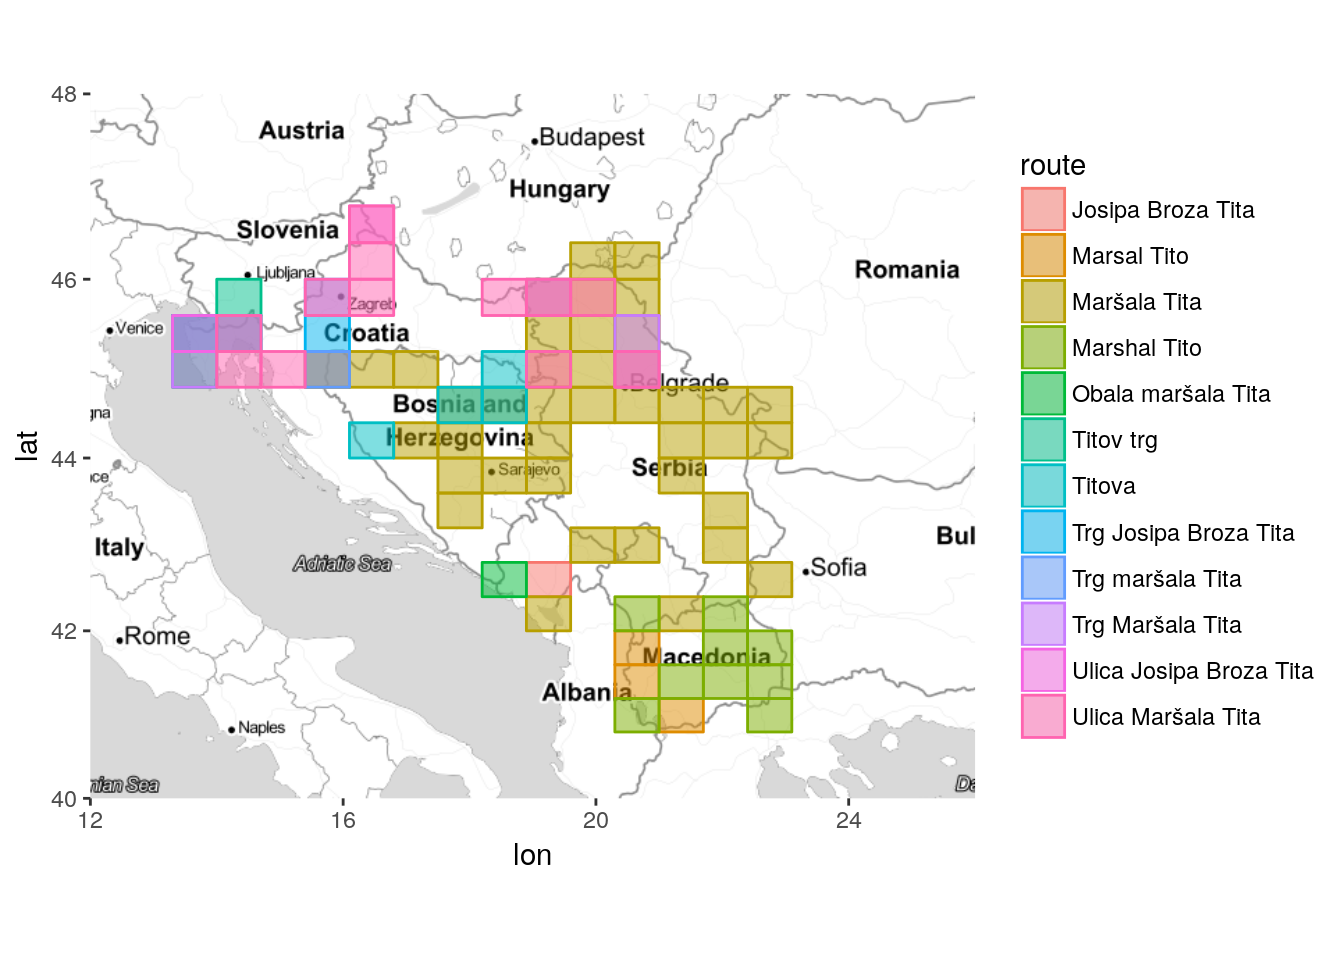 48
46
44
42
40
lat
12
16
20
24
lon
Austria
Budapest
Hungary
Slovenia
Ljubljana
Romania
Zagreb
Venice
Croatia
Belgrade
gna
Bosnia and
Herzegovina
Sarajevo
Serbia
Italy
Adriatic Sea
Bul
Sofia
Rome
Macedonia
Albania
Naples
nian Sea
Da
route
Josipa Broza Tita
Marsal Tito
Maršala Tita
Marshal Tito
Obala maršala Tita
Titov trg
Titova
Trg Josipa Broza Tita
Trg maršala Tita
Trg Maršala Tita
Ulica Josipa Broza Tita
Ulica Maršala Tita